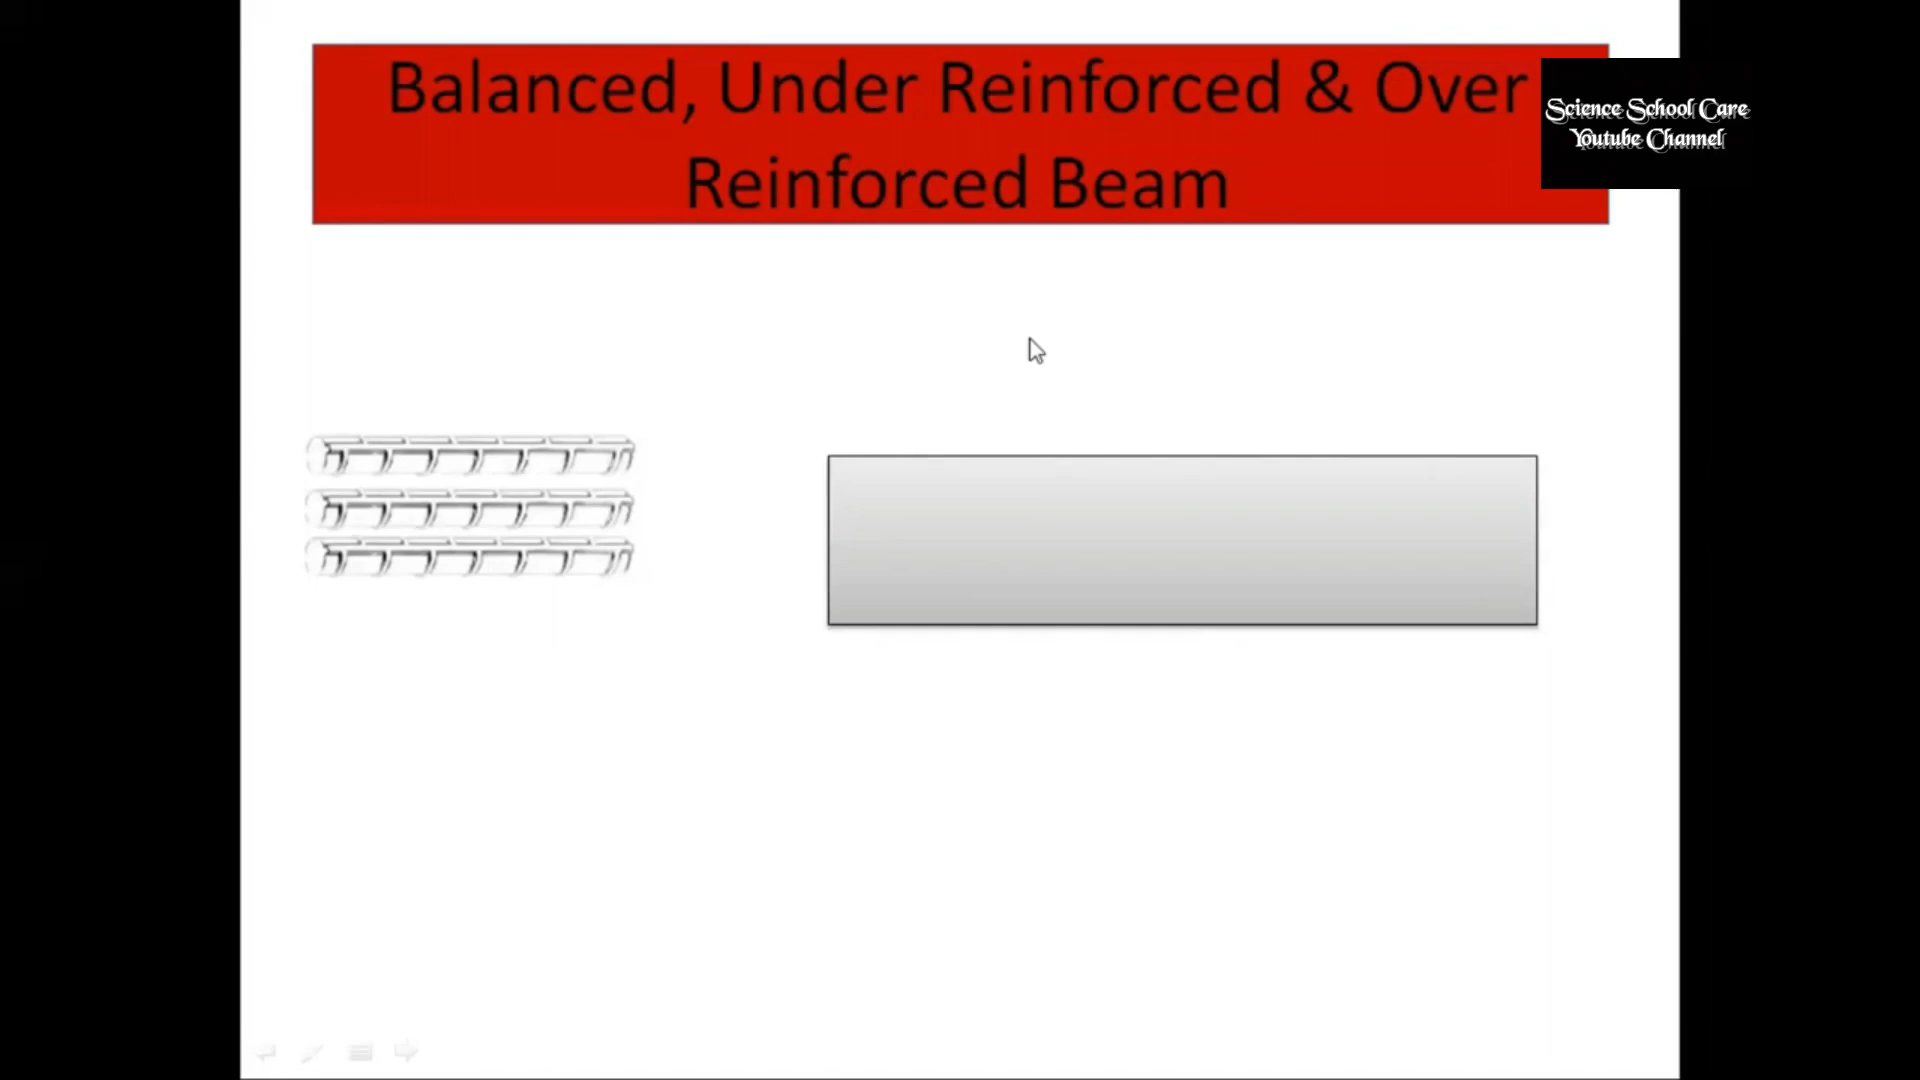 Balanced, Under Reinforced & Over
Reinforced Beam
Science School Care
Youtube Channel